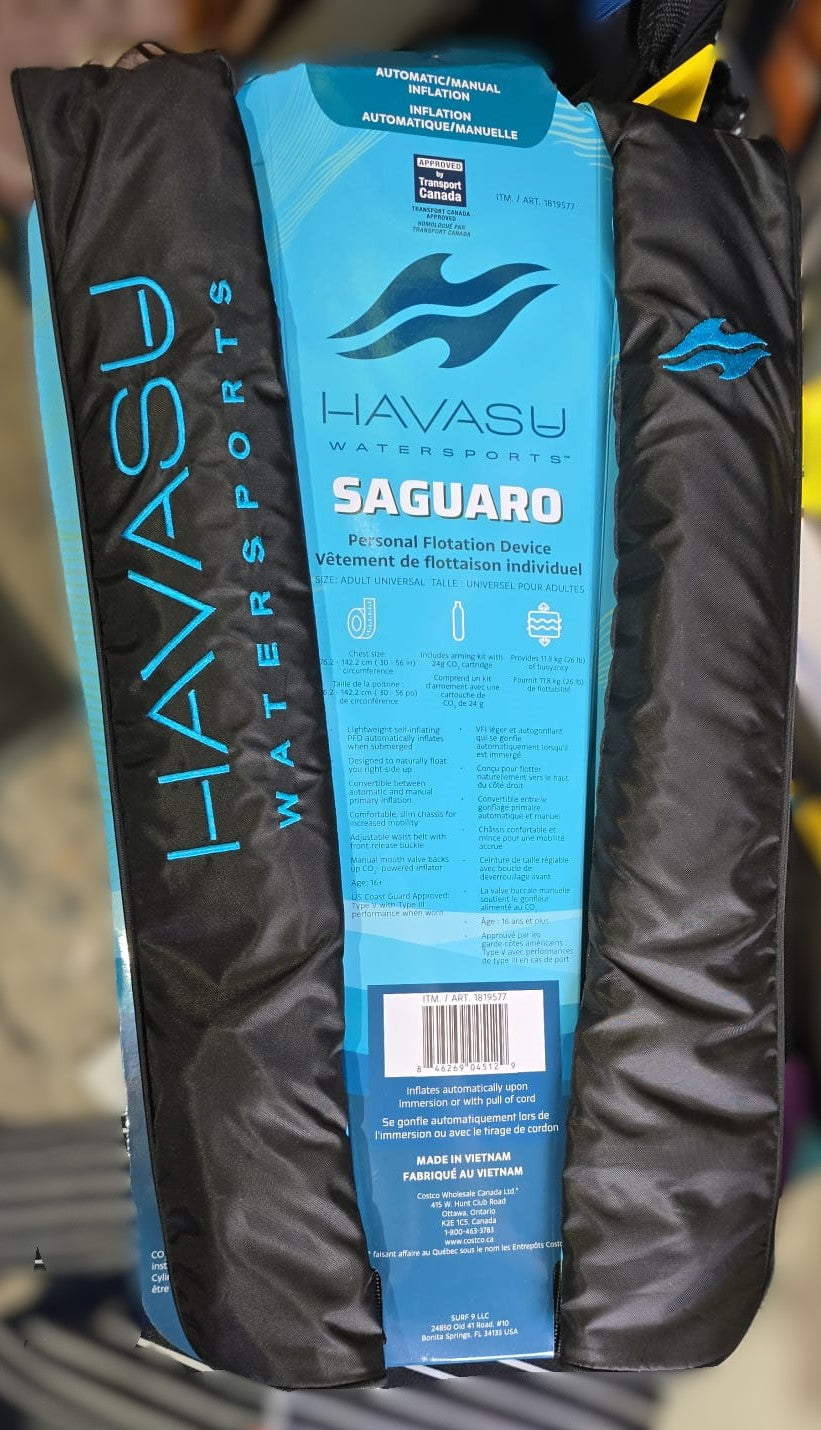 AUTOMATIC/MANUAL
INFLATION
INFLATION
AUTOMATIQUE/MANUELLE
APPROVED
by
Transport
Canada
TRANSPORT CANADA
APPROVED
HOMOLOGUÉ PAR
TRANSPORT CANADA
ITM. / ART. 1819577
HAVASU
WATERSPORTS
HAVASU
WATERSPORTS™
SAGUARO
Personal Flotation Device
Vêtement de flottaison individuel
SIZE: ADULT UNIVERSAL TALLE : UNIVERSEL POUR ADULTES
Chest size:
76.2 - 142.2 cm ( 30 - 56 in)
circumference
Taille de la poitrine :
6.2 - 142,2 cm ( 30 - 56 po)
de circonférence
Includes arming kit with
24g CO₂ cartridge
Comprend un kit
d'armement avec une
cartouche de
CO₂ de 24 g
Provides 11.8 kg (26 lb)
of buoyancy
Fournit 11.8 kg (26 lb)
de flottabilité
Lightweight self-inflating
PFD automatically inflates
when submerged
Designed to naturally float
you right-side up
Convertible between
automatic and manual
primary inflation
Comfortable, slim chassis for
increased mobility
Adjustable waist belt with
front release buckle
Manual mouth valve backs
up CO₂- powered inflator
Age: 16+
US Coast Guard Approved:
Type V with Type III
performance when worn
• VFI léger et autogonflant
qui se gonfle
automatiquement lorsqu'il
est immergé
• Conçu pour flotter
naturellement vers le haut
du côté droit
• Convertible entre le
gonflage primaire
automatique et manuel
• Châssis confortable et
mince pour une mobilité
accrue
• Ceinture de taille réglable
avec boucle de
déverrouillage avant
• La valve buccale manuelle
soutient le gonfleur
alimenté au CO₂
• Âge : 16 ans et plus
• Approuvé par les
garde-côtes américains :
Type V avec performances
de type III en cas de port
ITM. / ART. 1819577
8 46269 04512 9
Inflates automatically upon
immersion or with pull of cord
Se gonfle automatiquement lors de
l'immersion ou avec le tirage de cordon
MADE IN VIETNAM
FABRIQUÉ AU VIETNAM
Costco Wholesale Canada Ltd.*
415 W. Hunt Club Road
Ottawa, Ontario
K2E 1C5, Canada
1-800-463-3783
www.costco.ca
* faisant affaire au Québec sous le nom les Entrepôts Costc
CO₂
inst
Cyli
être
SURF 9 LLC
24850 Old 41 Road, #10
Bonita Springs, FL 34135 USA